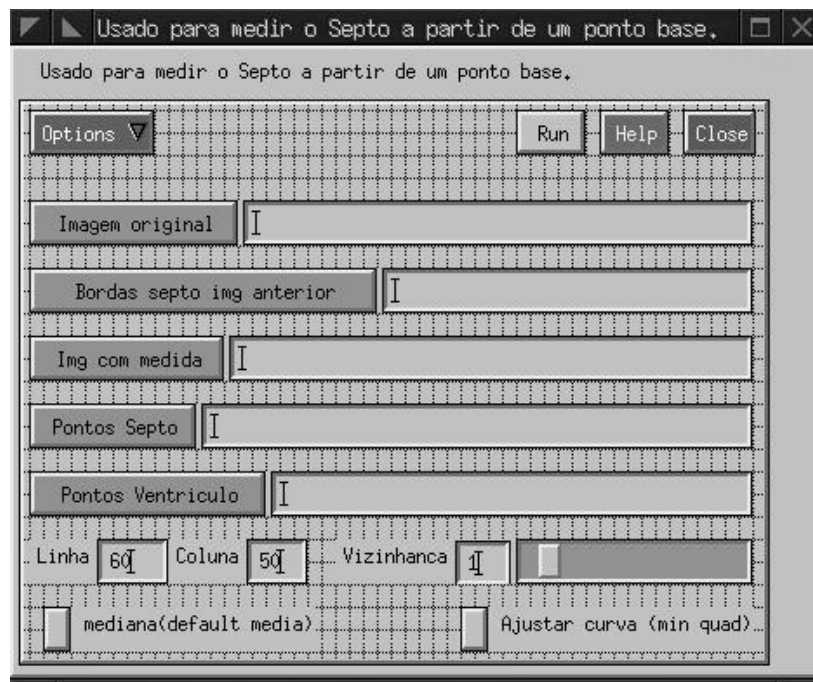 Usado para medir o Septo a partir de um ponto base.
Usado para medir o Septo a partir de um ponto base.
Options Run Help Close
Imagem original
Bordas septo img anterior
Img com medida
Pontos Septo
Pontos Ventriculo
Linha 60 Coluna 50 Vizinhanca 1
mediana(default media) Ajustar curva (min quad)